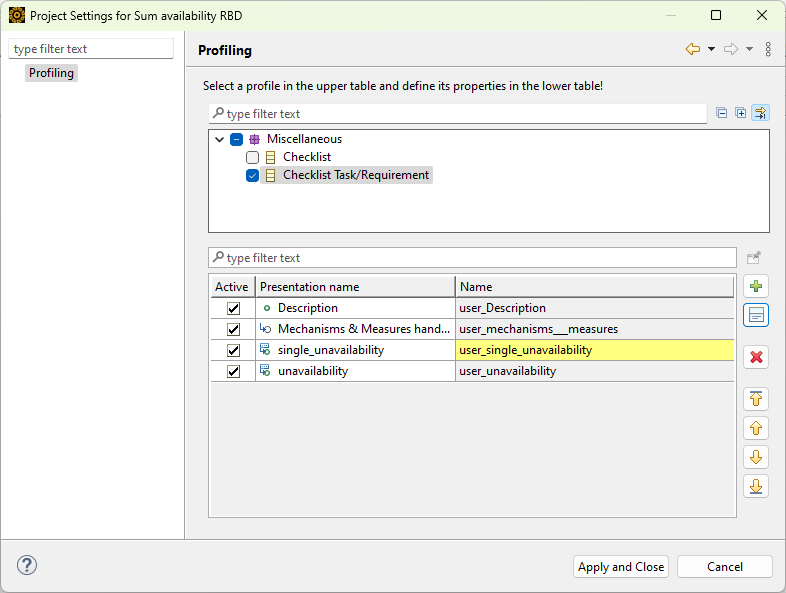 Project Settings for Sum availability RBD
type filter text
Profiling
Profiling
Select a profile in the upper table and define its properties in the lower table!
type filter text
Miscellaneous
Checklist
Checklist Task/Requirement
type filter text
Active Presentation name Name
Description user_Description
Mechanisms & Measures hand... user_mechanisms___measures
single_unavailability user_single_unavailability
unavailability user_unavailability
?
Apply and Close Cancel